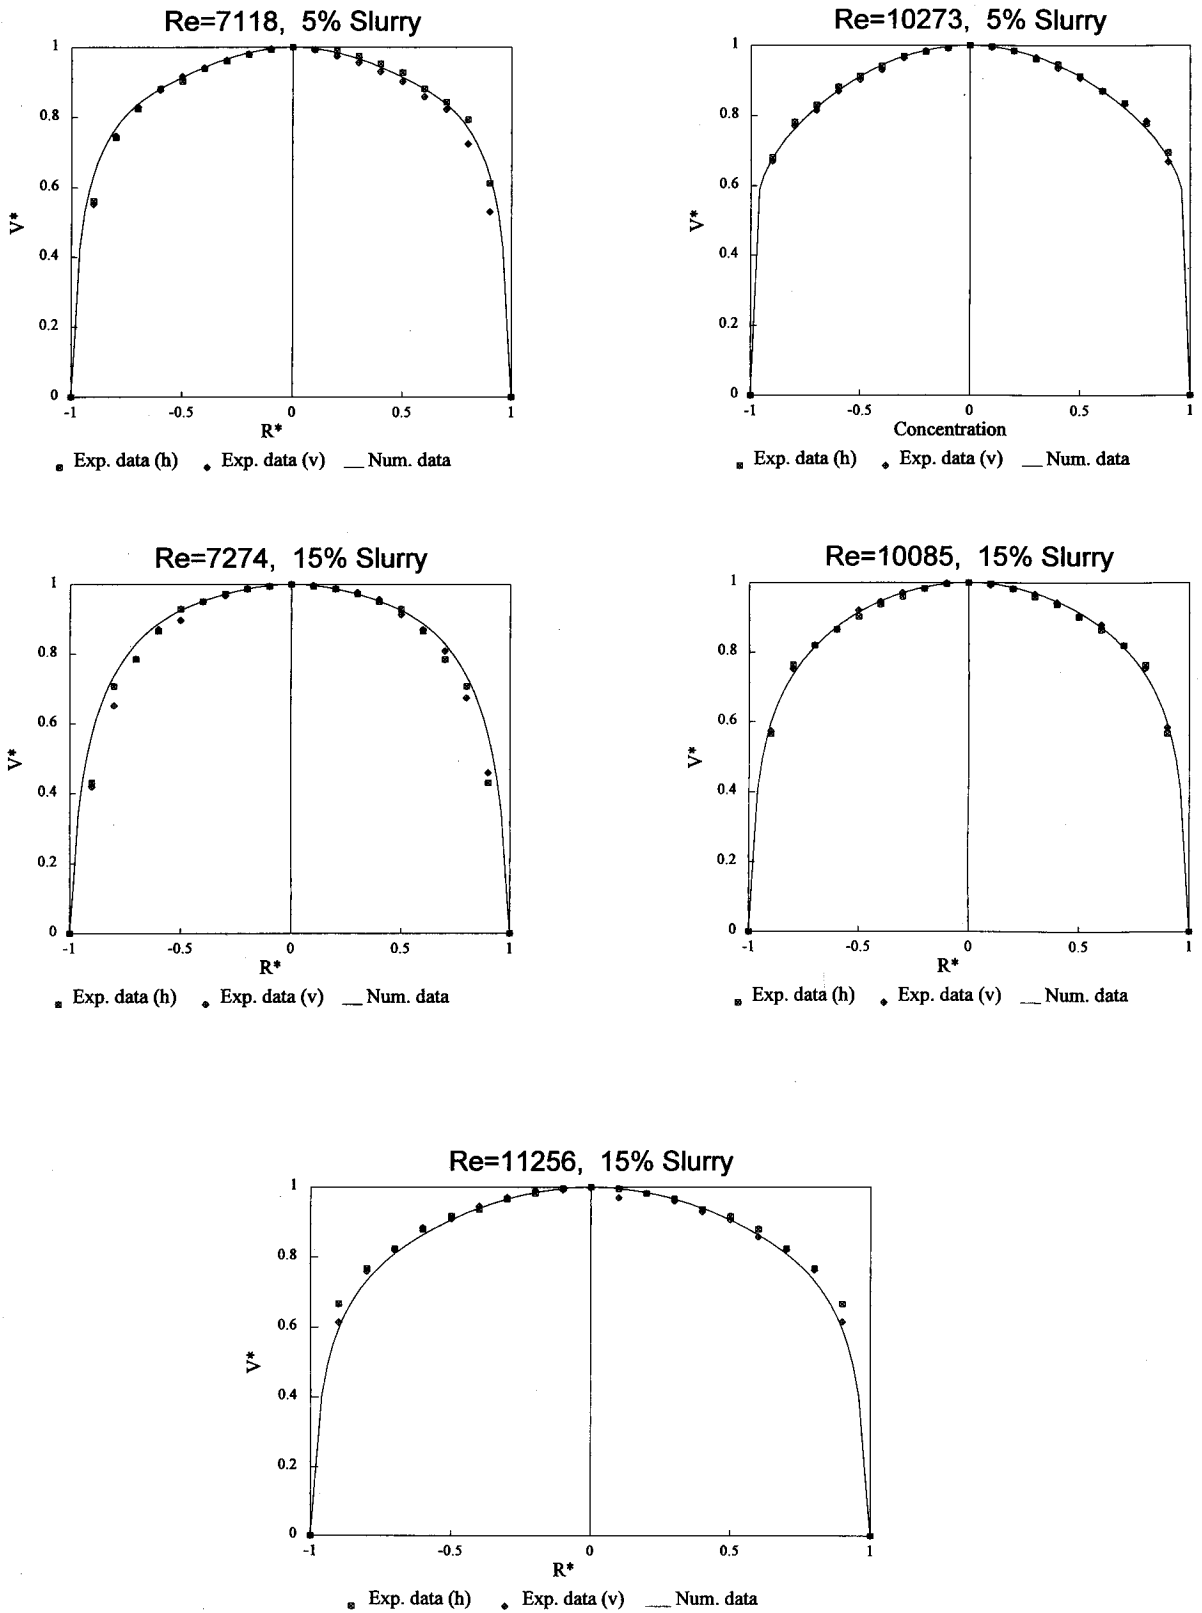 Re=7118, 5% Slurry
1
0.8
0.6
V*
0.4
0.2
0
-1 -0.5 0 0.5 1
R*
Exp. data (h) Exp. data (v) Num. data
Re=10273, 5% Slurry
1
0.8
0.6
V*
0.4
0.2
0
-1 -0.5 0 0.5 1
Concentration
Exp. data (h) Exp. data (v) Num. data
Re=7274, 15% Slurry
1
0.8
0.6
V*
0.4
0.2
0
-1 -0.5 0 0.5 1
R*
Exp. data (h) Exp. data (v) Num. data
Re=10085, 15% Slurry
1
0.8
0.6
V*
0.4
0.2
0
-1 -0.5 0 0.5 1
R*
Exp. data (h) Exp. data (v) Num. data
Re=11256, 15% Slurry
1
0.8
0.6
V*
0.4
0.2
0
-1 -0.5 0 0.5 1
R*
Exp. data (h) Exp. data (v) Num. data